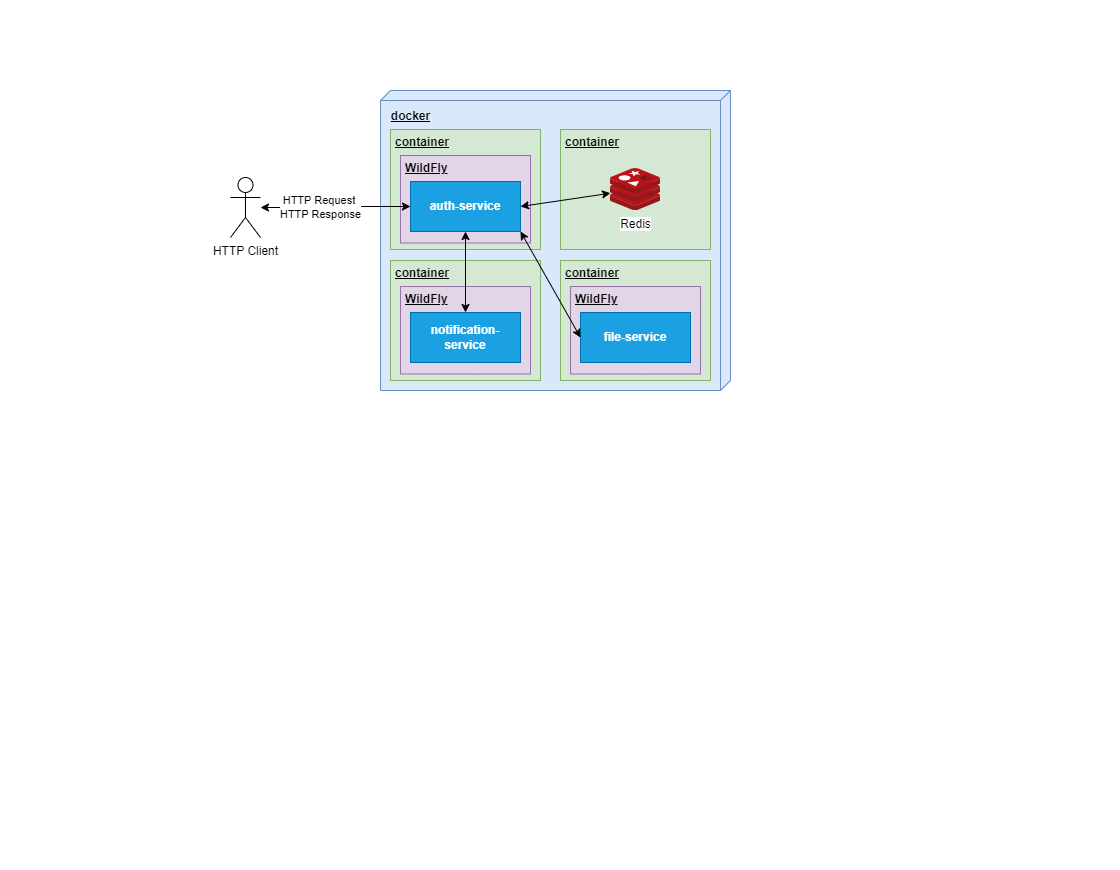 docker
container
container
WildFly
auth-service
HTTP Request
HTTP Response
HTTP Client
Redis
container
container
WildFly
WildFly
notification-
service
file-service